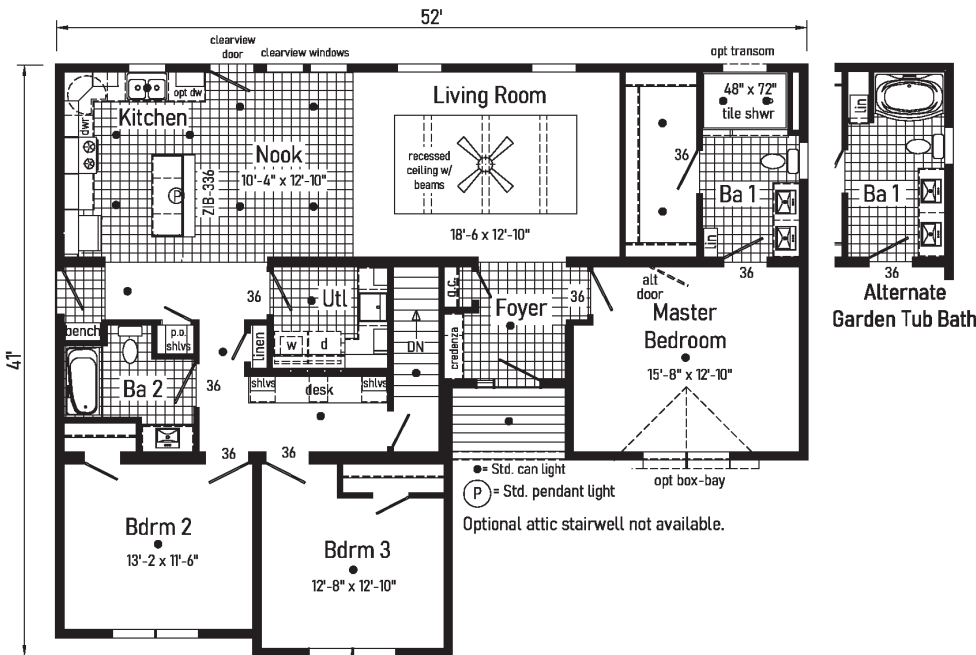 52'
clearview
door
clearview windows
opt transom
41'
Kitchen
opt dw
dwr
Nook
10'-4" x 12'-10"
ZIB-336
P
Living Room
recessed
ceiling w/
beams
18'-6 x 12'-10"
36
48" x 72"
tile shwr
Ba 1
lin
36
lin
Ba 1
36
Alternate
Garden Tub Bath
bench
p.o.
shlvs
36
Utl
w
d
linen
DN
g.c.
credenza
Foyer
36
alt
door
Master
Bedroom
15'-8" x 12'-10"
opt box-bay
Ba 2
36
shlvs
desk
shlvs
36
36
Bdrm 2
13'-2 x 11'-6"
Bdrm 3
12'-8" x 12'-10"
= Std. can light
P = Std. pendant light
Optional attic stairwell not available.